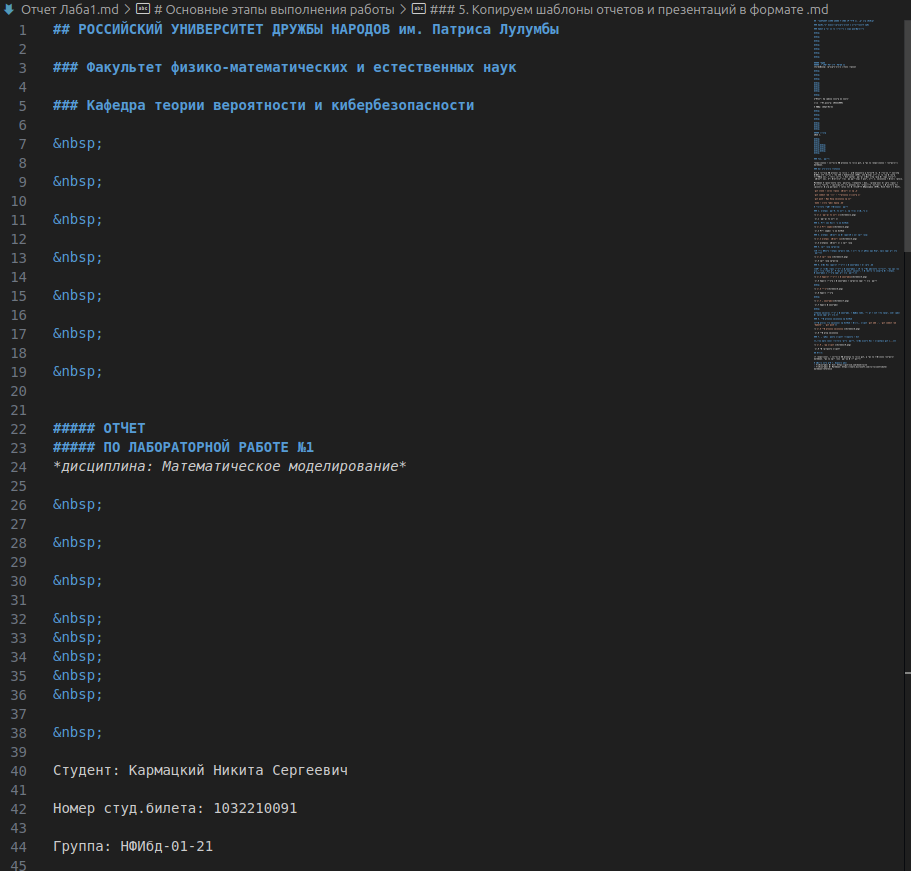 Отчет Лаба1.md > # Основные этапы выполнения работы > ### 5. Копируем шаблоны отчетов и презентаций в формате .md
1 ## РОССИЙСКИЙ УНИВЕРСИТЕТ ДРУЖБЫ НАРОДОВ им. Патриса Лулумбы
2
3 ### Факультет физико-математических и естественных наук
4
5 ### Кафедра теории вероятности и кибербезопасности
6
7 &nbsp;
8
9 &nbsp;
10
11 &nbsp;
12
13 &nbsp;
14
15 &nbsp;
16
17 &nbsp;
18
19 &nbsp;
20
21
22 ##### ОТЧЕТ
23 ##### ПО ЛАБОРАТОРНОЙ РАБОТЕ №1
24 *дисциплина: Математическое моделирование*
25
26 &nbsp;
27
28 &nbsp;
29
30 &nbsp;
31
32 &nbsp;
33 &nbsp;
34 &nbsp;
35 &nbsp;
36 &nbsp;
37
38 &nbsp;
39
40 Студент: Кармацкий Никита Сергеевич
41
42 Номер студ.билета: 1032210091
43
44 Группа: НФИбд-01-21
45